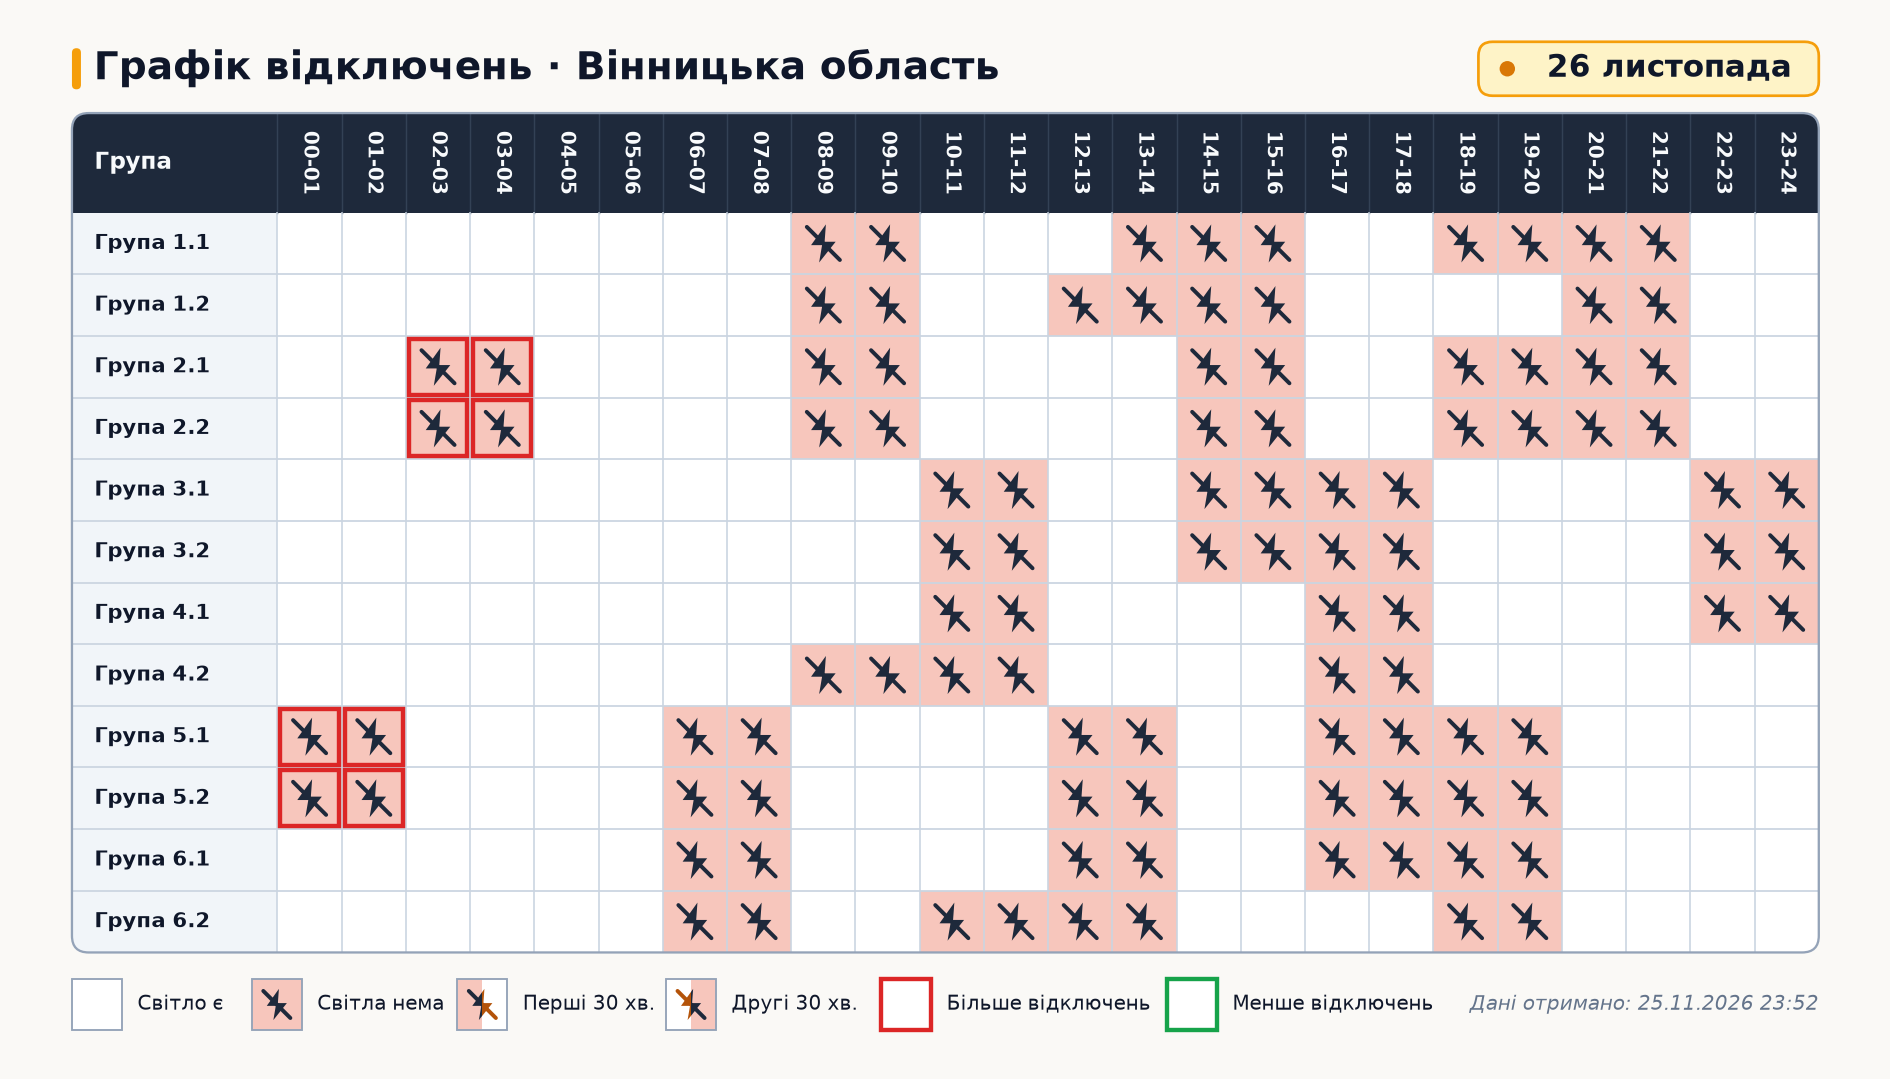 Графік відключень · Вінницька область
26 листопада
Група 00-01 01-02 02-03 03-04 04-05 05-06 06-07 07-08 08-09 09-10 10-11 11-12 12-13 13-14 14-15 15-16 16-17 17-18 18-19 19-20 20-21 21-22 22-23 23-24
Група 1.1
Група 1.2
Група 2.1
Група 2.2
Група 3.1
Група 3.2
Група 4.1
Група 4.2
Група 5.1
Група 5.2
Група 6.1
Група 6.2
Світло є Світла нема Перші 30 хв. Другі 30 хв. Більше відключень Менше відключень Дані отримано: 25.11.2026 23:52